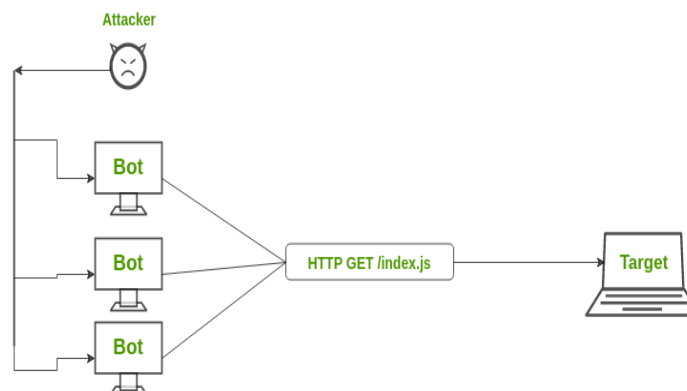 Attacker
Bot
Bot
HTTP GET /index.js
Target
Bot